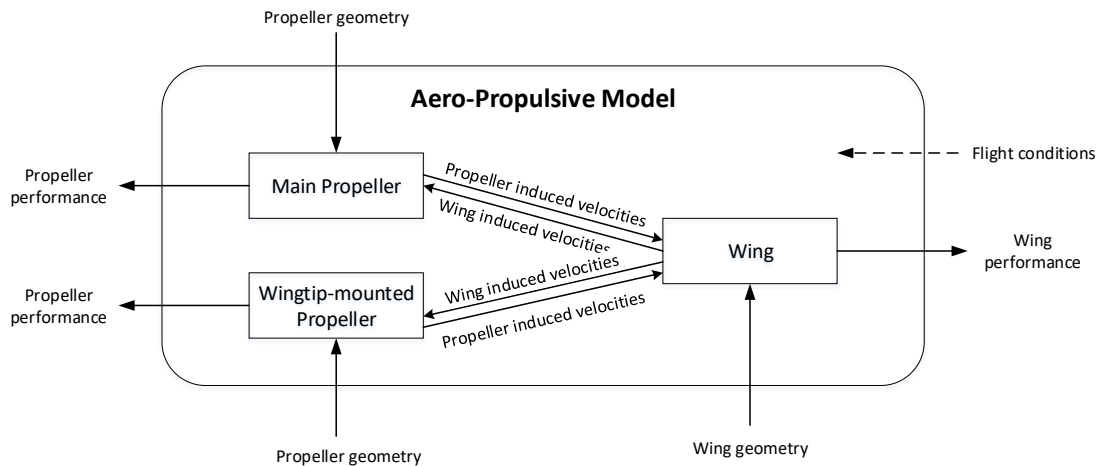 Propeller geometry
Aero-Propulsive Model
Flight conditions
Propeller
performance
Main Propeller
Propeller induced velocities
Wing induced velocities
Wing
Wing
performance
Wing induced velocities
Propeller induced velocities
Propeller
performance
Wingtip-mounted
Propeller
Propeller geometry
Wing geometry